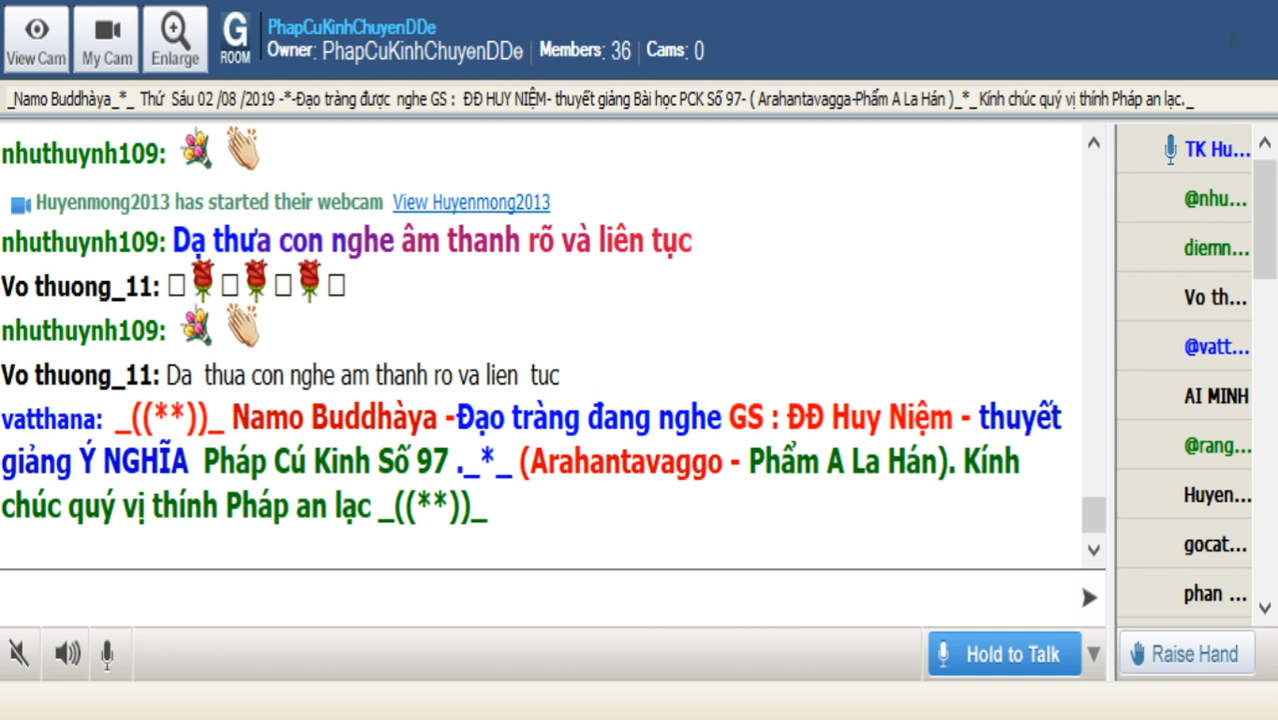 View Cam
My Cam
Enlarge
G
ROOM
PhapCuKinhChuyenDDe
Owner: PhapCuKinhChuyenDDe | Members: 36 | Cams: 0
_Namo Buddhàya_*_ Thứ Sáu 02 /08 /2019 -*-Đạo tràng được nghe GS : ĐĐ HUY NIỆM- thuyết giảng Bài học PCK Số 97- ( Arahantavagga-Phẩm A La Hán )_*_ Kính chúc quý vị thính Pháp an lạc._
nhuthuynh109:
Huyenmong2013 has started their webcam View Huyenmong2013
nhuthuynh109: Dạ thưa con nghe âm thanh rõ và liên tục
Vo thuong_11:
nhuthuynh109:
Vo thuong_11: Da thua con nghe am thanh ro va lien tuc
vatthana: _((**))_ Namo Buddhàya -Đạo tràng đang nghe GS : ĐĐ Huy Niệm - thuyết
giảng Ý NGHĨA Pháp Cú Kinh Số 97 ._*_ (Arahantavaggo - Phẩm A La Hán). Kính
chúc quý vị thính Pháp an lạc _((**))_
TK Hu...
@nhu...
diemn...
Vo th...
@vatt...
AI MINH
@rang...
Huyen...
gocat...
phan ...
Hold to Talk
Raise Hand